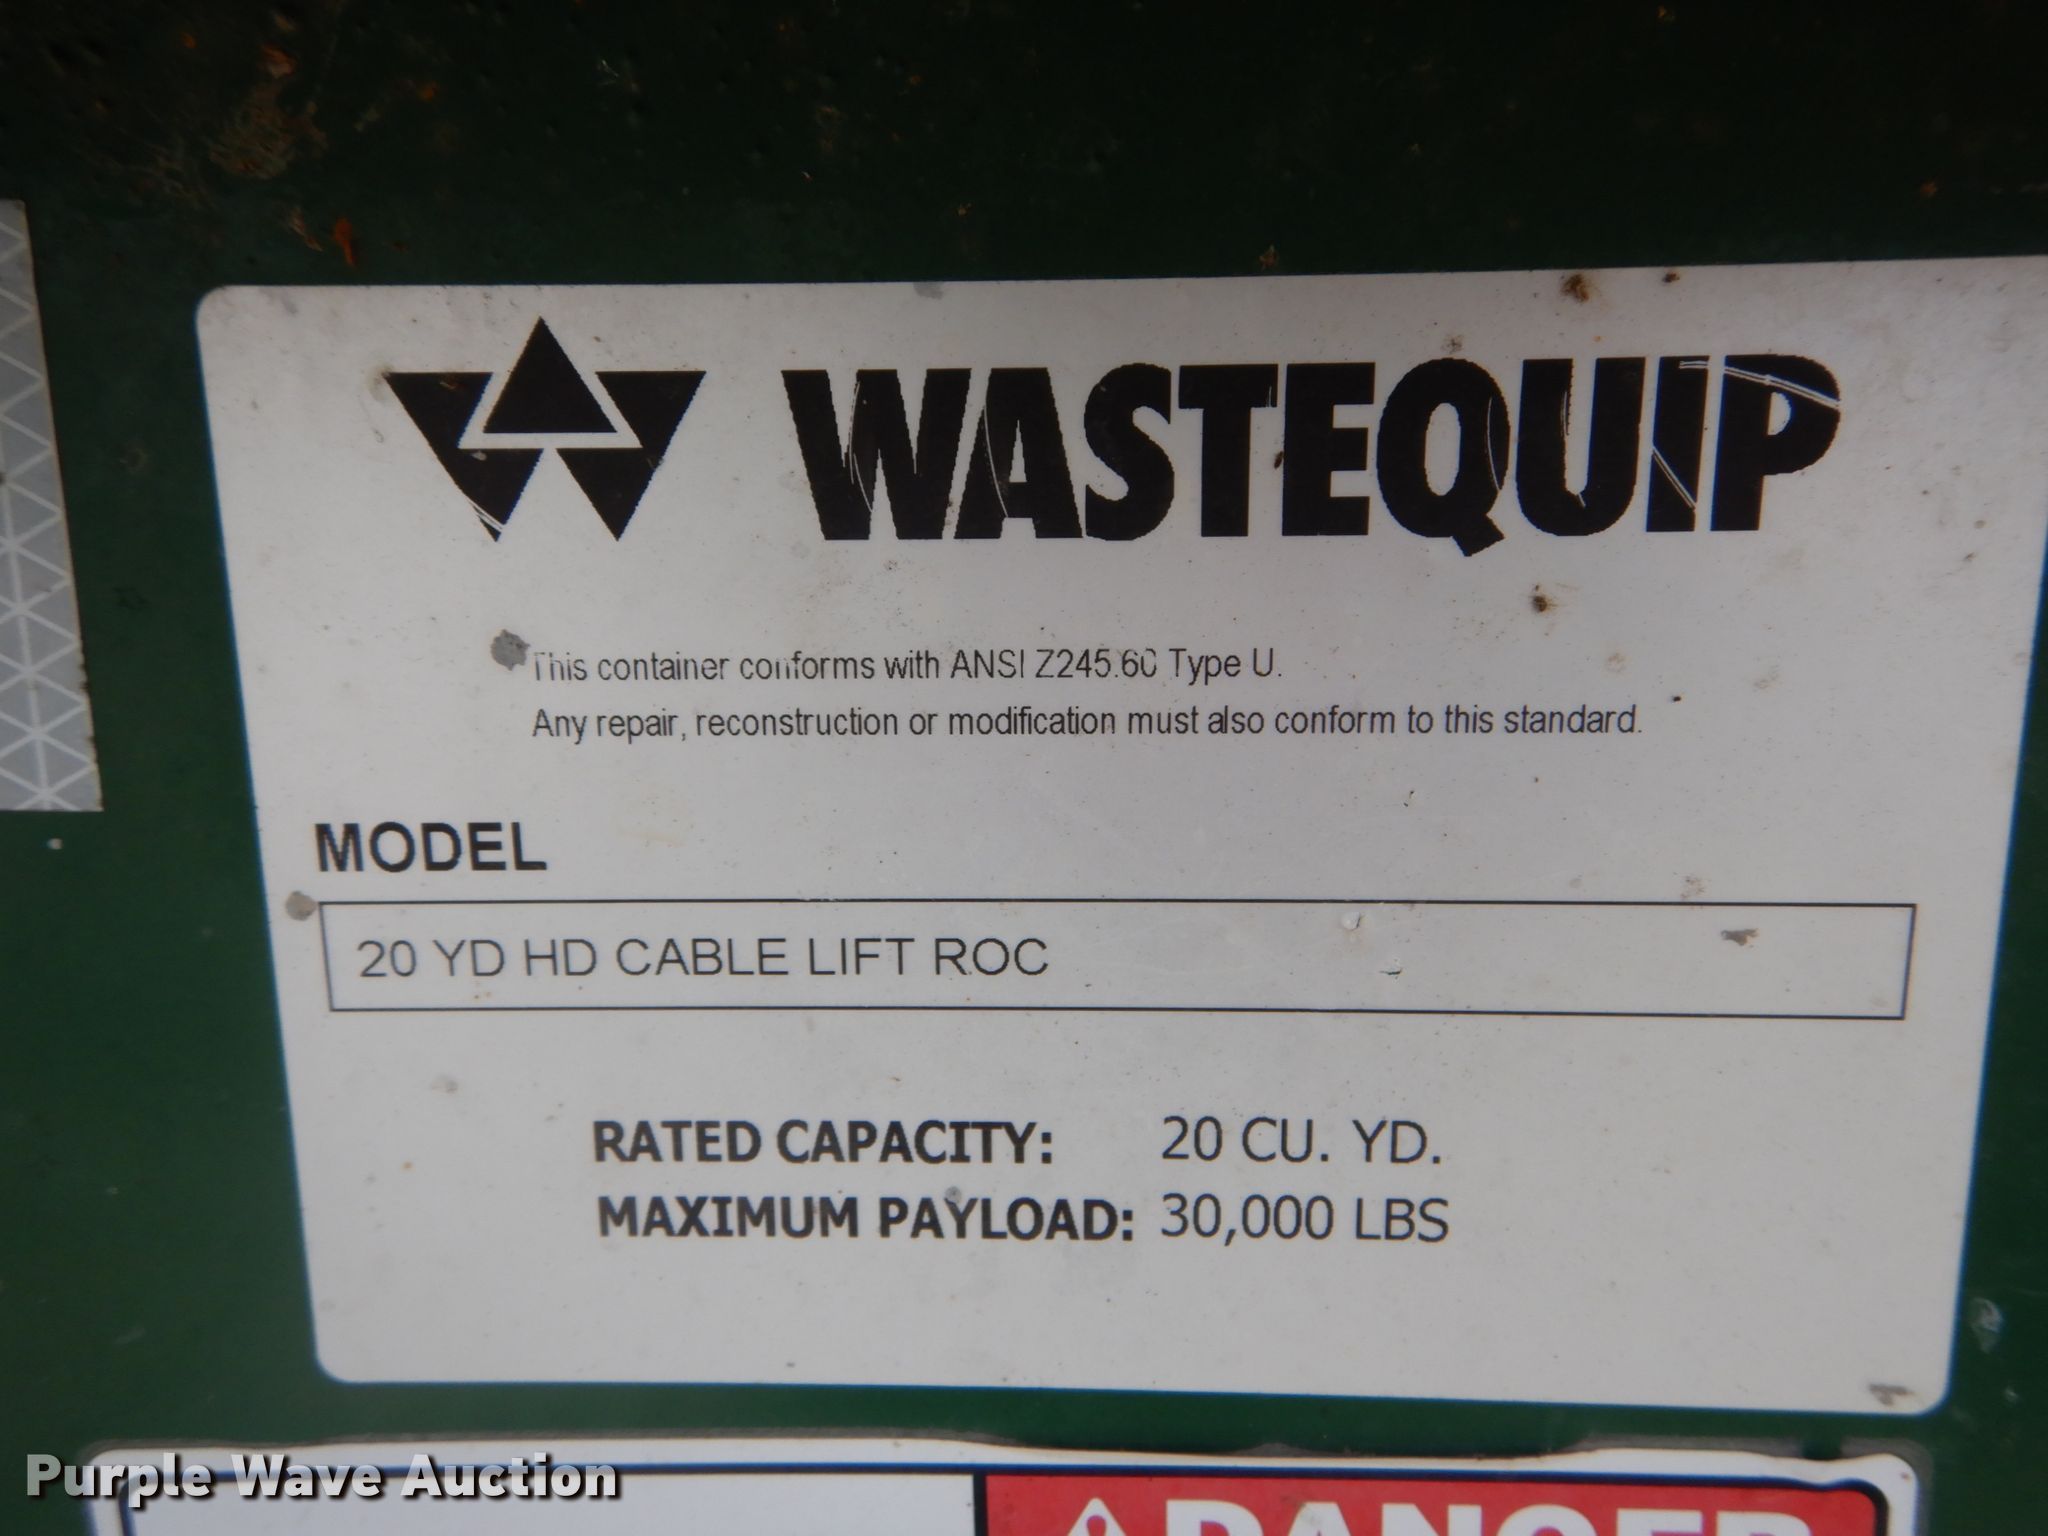 WASTEQUIP
This container conforms with ANSI Z245.60 Type U.
Any repair, reconstruction or modification must also conform to this standard.
MODEL
20 YD HD CABLE LIFT ROC
RATED CAPACITY: 20 CU. YD.
MAXIMUM PAYLOAD: 30,000 LBS
Purple Wave Auction
DANGER